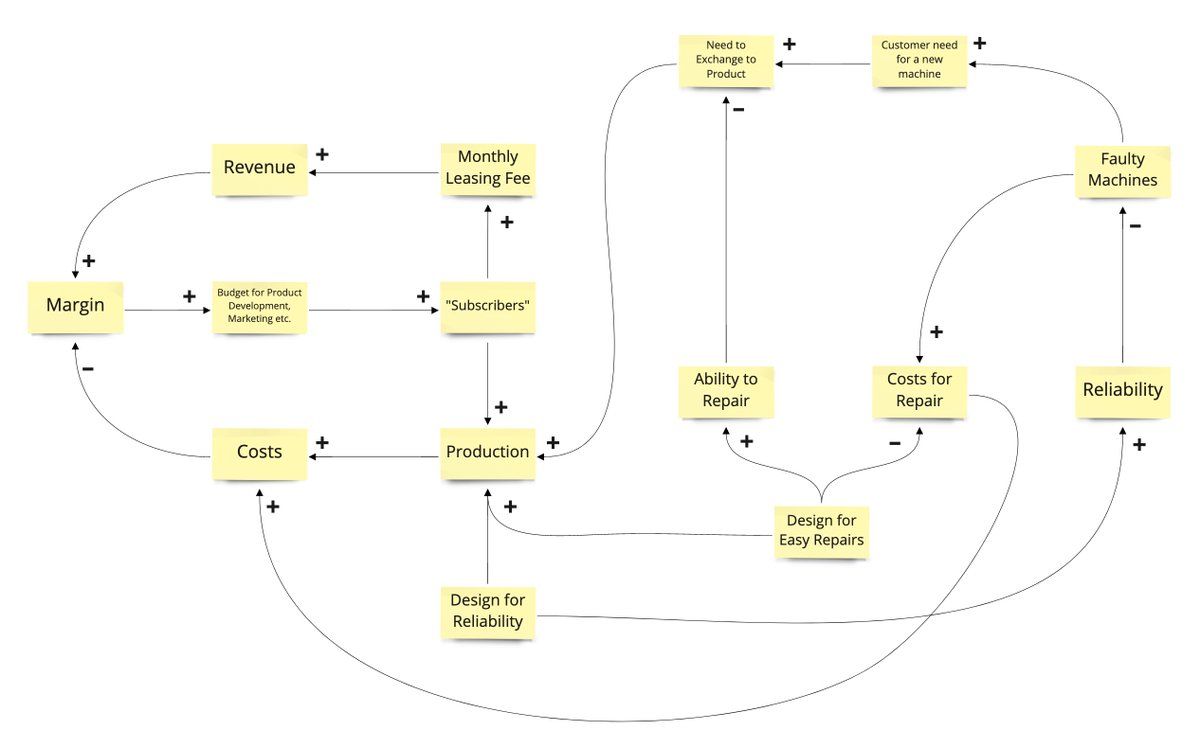 Need to
Exchange to
Product
+
Customer need
for a new
machine
+
−
Revenue
+
Monthly
Leasing Fee
Faulty
Machines
+
−
+
Margin
+
Budget for Product
Development,
Marketing etc.
+
"Subscribers"
+
−
Ability to
Repair
Costs for
Repair
Reliability
+
Costs
+
Production
+
+
−
+
+
+
Design for
Easy Repairs
Design for
Reliability